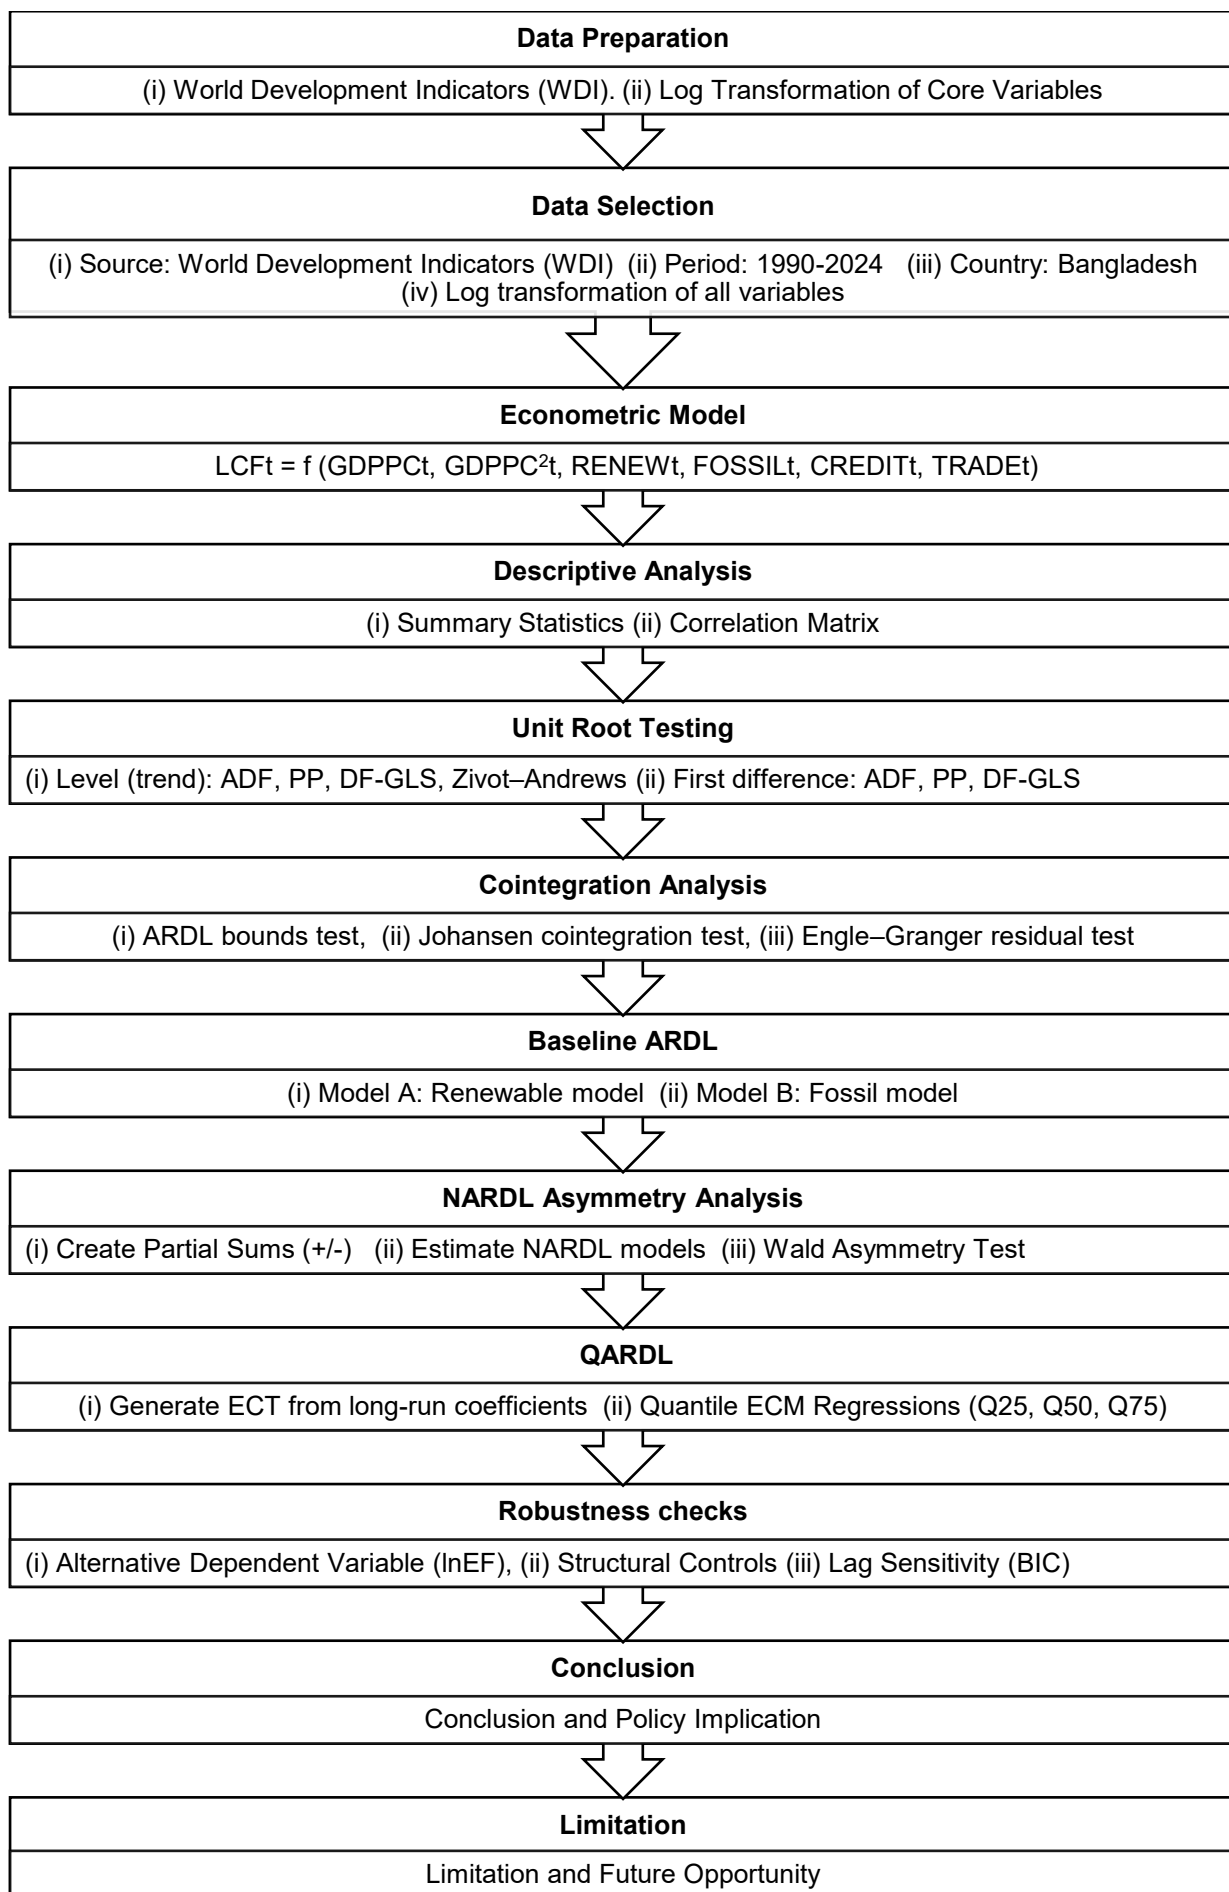 Data Preparation
(i) World Development Indicators (WDI). (ii) Log Transformation of Core Variables
Data Selection
(i) Source: World Development Indicators (WDI) (ii) Period: 1990-2024 (iii) Country: Bangladesh
(iv) Log transformation of all variables
Econometric Model
LCFt = f (GDPPCt, GDPPC²t, RENEWt, FOSSILt, CREDITt, TRADEt)
Descriptive Analysis
(i) Summary Statistics (ii) Correlation Matrix
Unit Root Testing
(i) Level (trend): ADF, PP, DF-GLS, Zivot–Andrews (ii) First difference: ADF, PP, DF-GLS
Cointegration Analysis
(i) ARDL bounds test, (ii) Johansen cointegration test, (iii) Engle–Granger residual test
Baseline ARDL
(i) Model A: Renewable model (ii) Model B: Fossil model
NARDL Asymmetry Analysis
(i) Create Partial Sums (+/-) (ii) Estimate NARDL models (iii) Wald Asymmetry Test
QARDL
(i) Generate ECT from long-run coefficients (ii) Quantile ECM Regressions (Q25, Q50, Q75)
Robustness checks
(i) Alternative Dependent Variable (lnEF), (ii) Structural Controls (iii) Lag Sensitivity (BIC)
Conclusion
Conclusion and Policy Implication
Limitation
Limitation and Future Opportunity